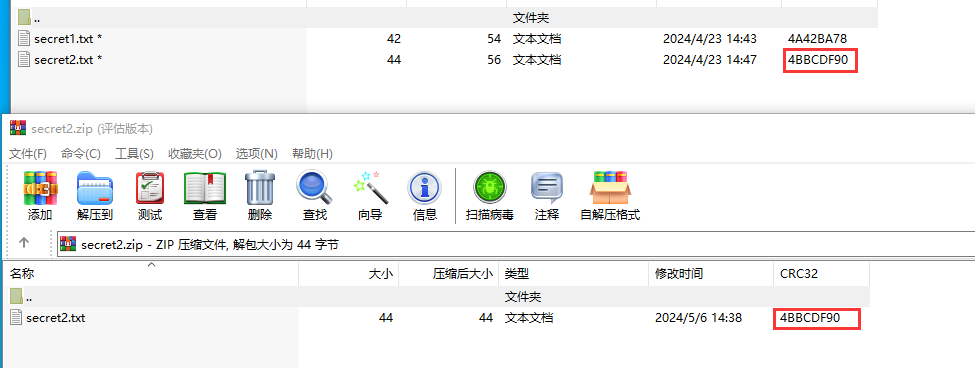 .. 文件夹
secret1.txt * 42 54 文本文档 2024/4/23 14:43 4A42BA78
secret2.txt * 44 56 文本文档 2024/4/23 14:47 4BBCDF90
secret2.zip (评估版本)
文件(F) 命令(C) 工具(S) 收藏夹(O) 选项(N) 帮助(H)
添加 解压到 测试 查看 删除 查找 向导 信息 扫描病毒 注释 自解压格式
secret2.zip - ZIP 压缩文件, 解包大小为 44 字节
名称 大小 压缩后大小 类型 修改时间 CRC32
.. 文件夹
secret2.txt 44 44 文本文档 2024/5/6 14:38 4BBCDF90